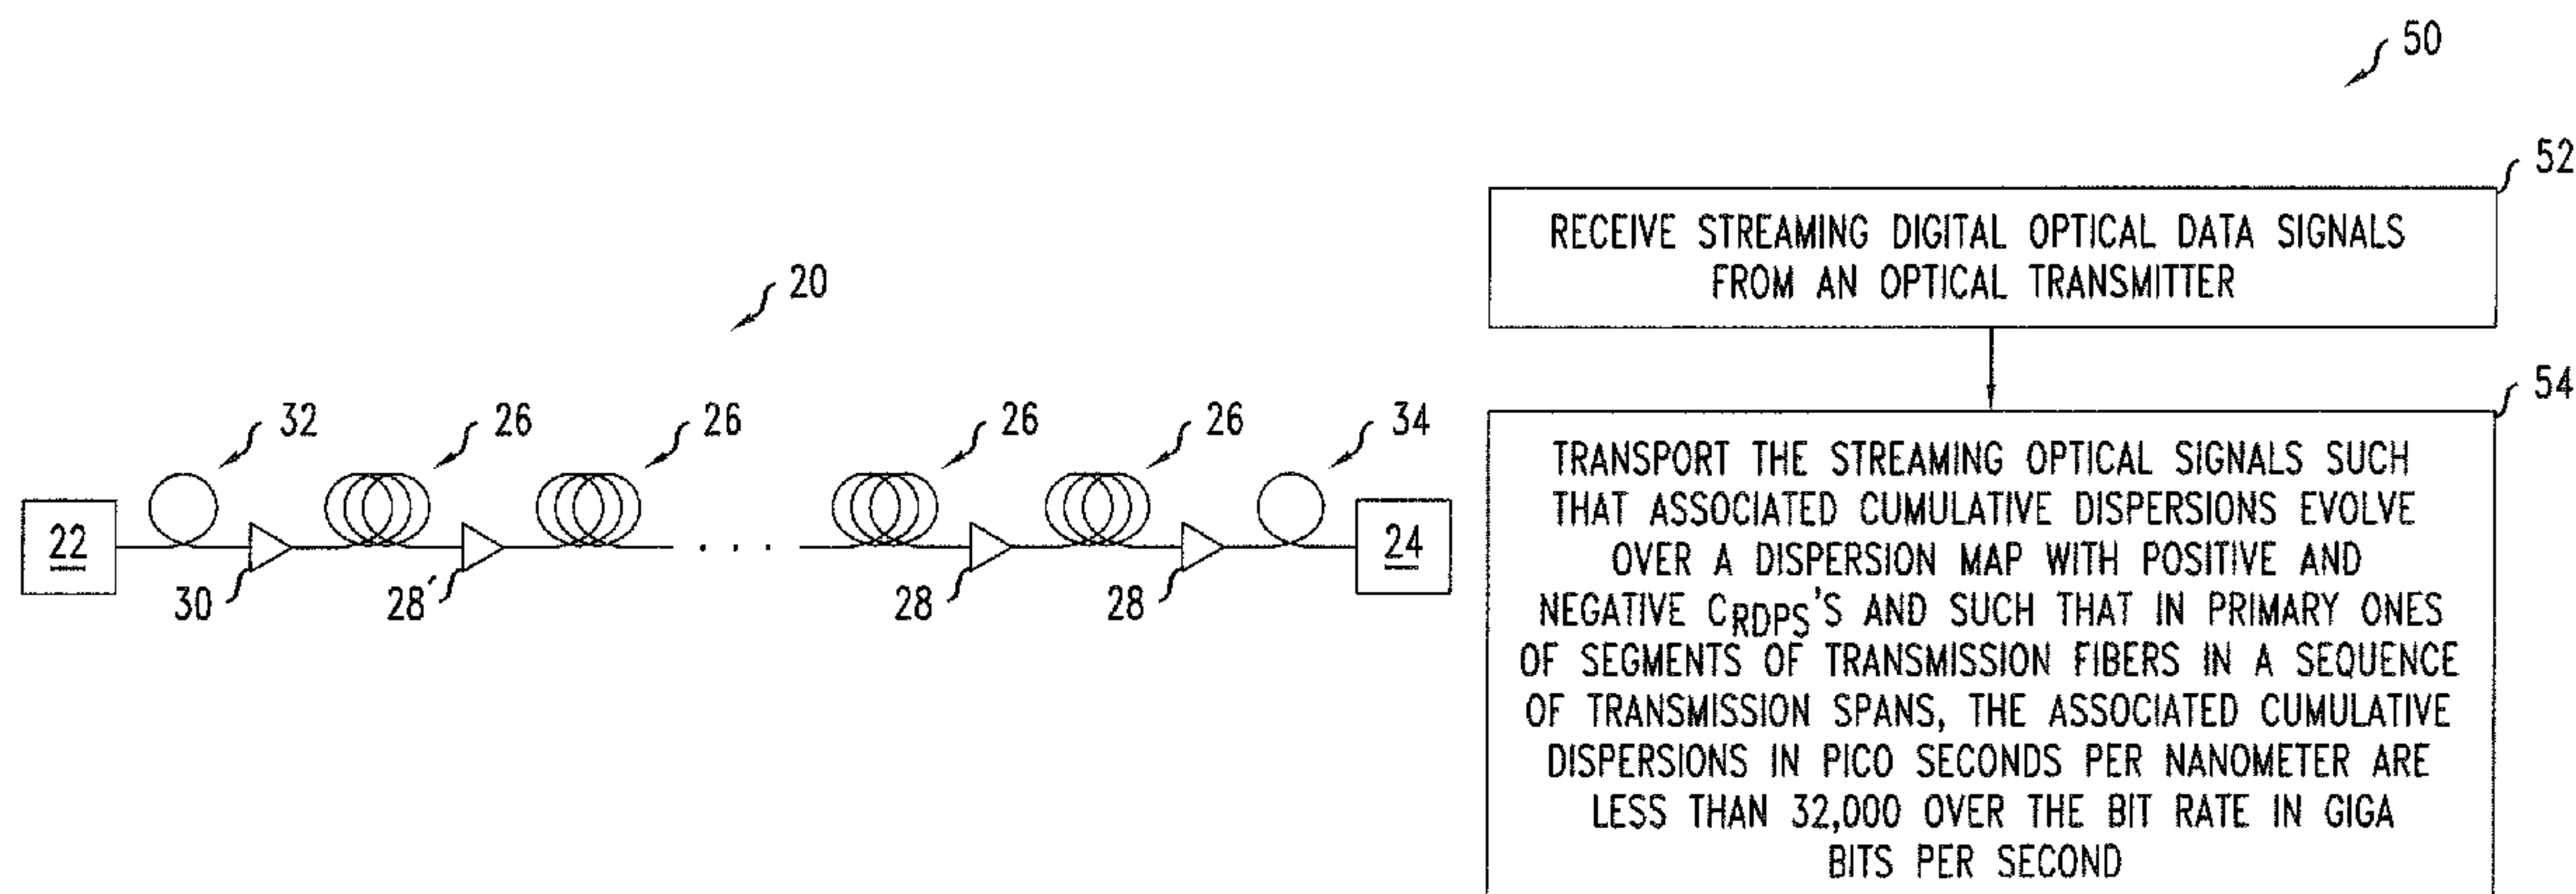 50
52
RECEIVE STREAMING DIGITAL OPTICAL DATA SIGNALS
FROM AN OPTICAL TRANSMITTER
20
54
32
26
26
26
26
34
TRANSPORT THE STREAMING OPTICAL SIGNALS SUCH
THAT ASSOCIATED CUMULATIVE DISPERSIONS EVOLVE
OVER A DISPERSION MAP WITH POSITIVE AND
NEGATIVE CRDPS'S AND SUCH THAT IN PRIMARY ONES
OF SEGMENTS OF TRANSMISSION FIBERS IN A SEQUENCE
OF TRANSMISSION SPANS, THE ASSOCIATED CUMULATIVE
DISPERSIONS IN PICO SECONDS PER NANOMETER ARE
LESS THAN 32,000 OVER THE BIT RATE IN GIGA
BITS PER SECOND
22
. . . .
24
30
28'
28
28